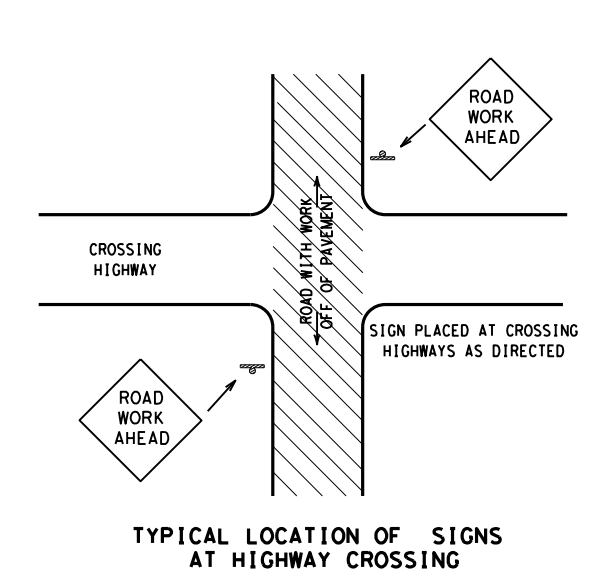 ROAD
WORK
AHEAD
ROAD WITH WORK
OFF OF PAVEMENT
CROSSING
HIGHWAY
SIGN PLACED AT CROSSING
HIGHWAYS AS DIRECTED
ROAD
WORK
AHEAD
TYPICAL LOCATION OF SIGNS
AT HIGHWAY CROSSING